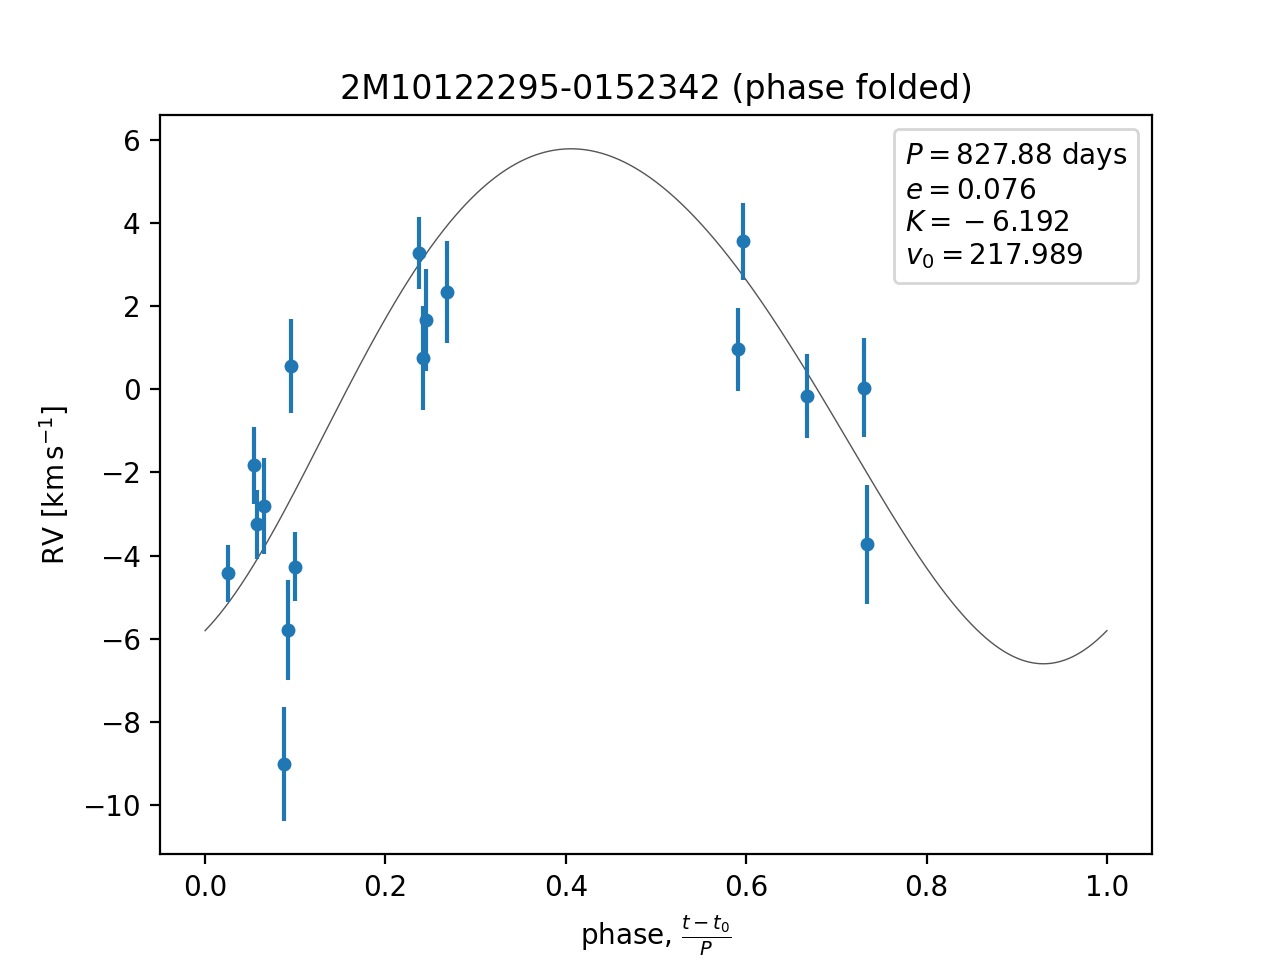 2M10122295-0152342 (phase folded)
P = 827.88 days
e = 0.076
K = −6.192
v₀ = 217.989
6
4
2
0
−2
−4
−6
−8
−10
RV [km s⁻¹]
0.0 0.2 0.4 0.6 0.8 1.0
phase, (t − t₀)/P